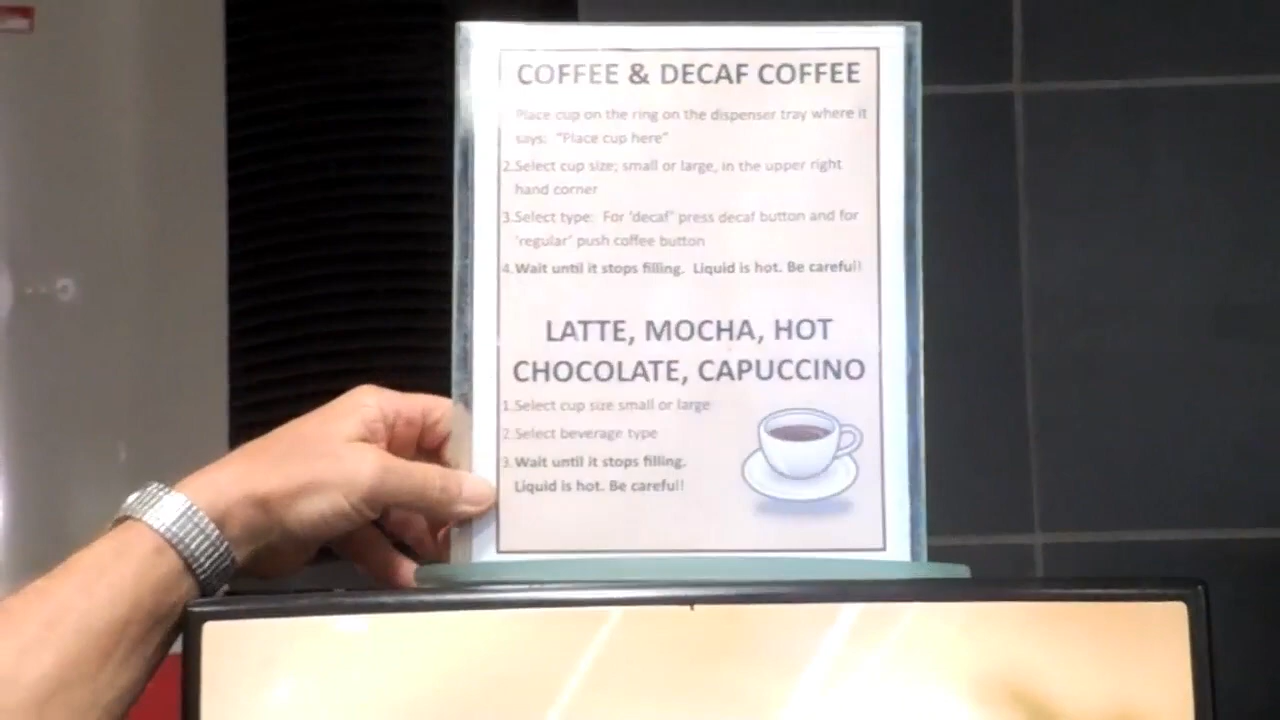 COFFEE & DECAF COFFEE
Place cup on the ring on the dispenser tray where it
says: "Place cup here"
2.Select cup size; small or large, in the upper right
hand corner
3.Select type: For 'decaf' press decaf button and for
'regular' push coffee button
4.Wait until it stops filling. Liquid is hot. Be careful!
LATTE, MOCHA, HOT
CHOCOLATE, CAPUCCINO
1.Select cup size small or large
2.Select beverage type
3.Wait until it stops filling.
Liquid is hot. Be careful!